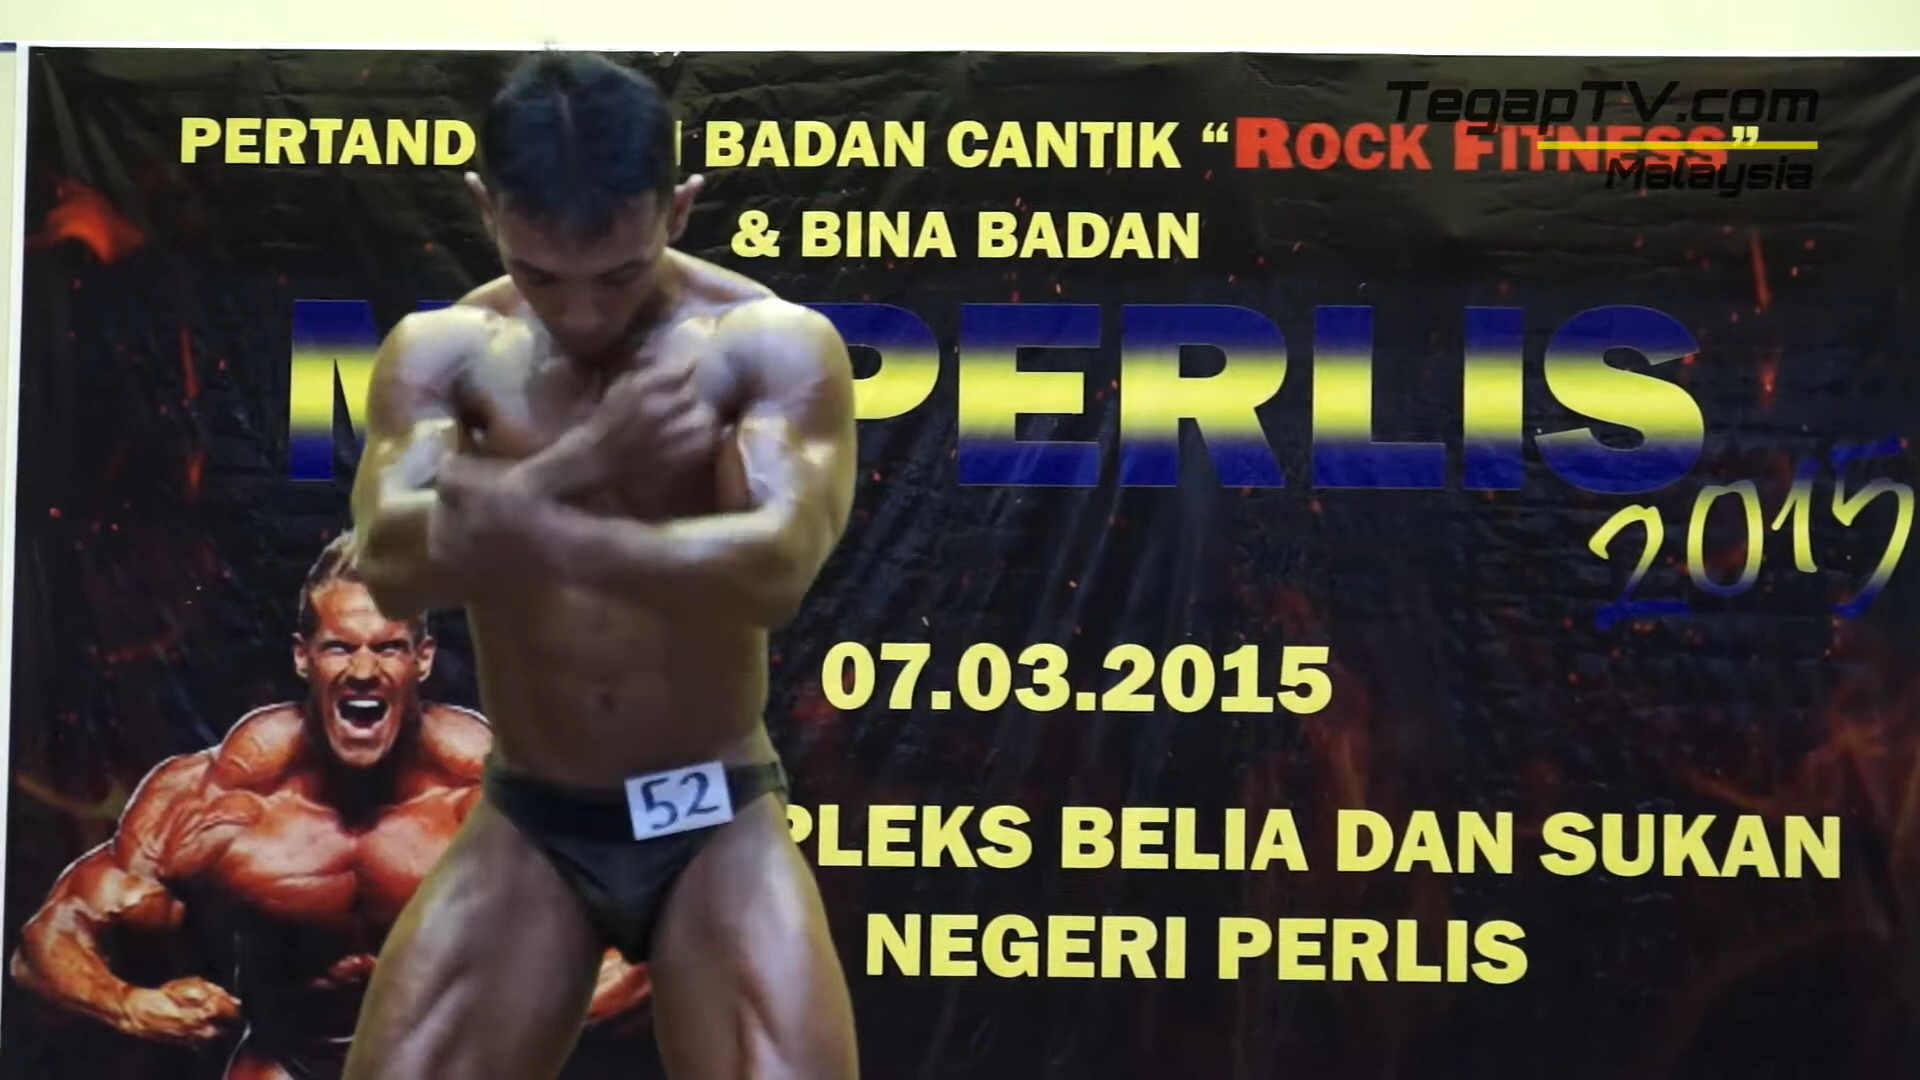 TegapTV.com
Malaysia
PERTAND BADAN CANTIK “ROCK FITNESS”
& BINA BADAN
M PERLIS
2015
07.03.2015
52
PLEKS BELIA DAN SUKAN
NEGERI PERLIS